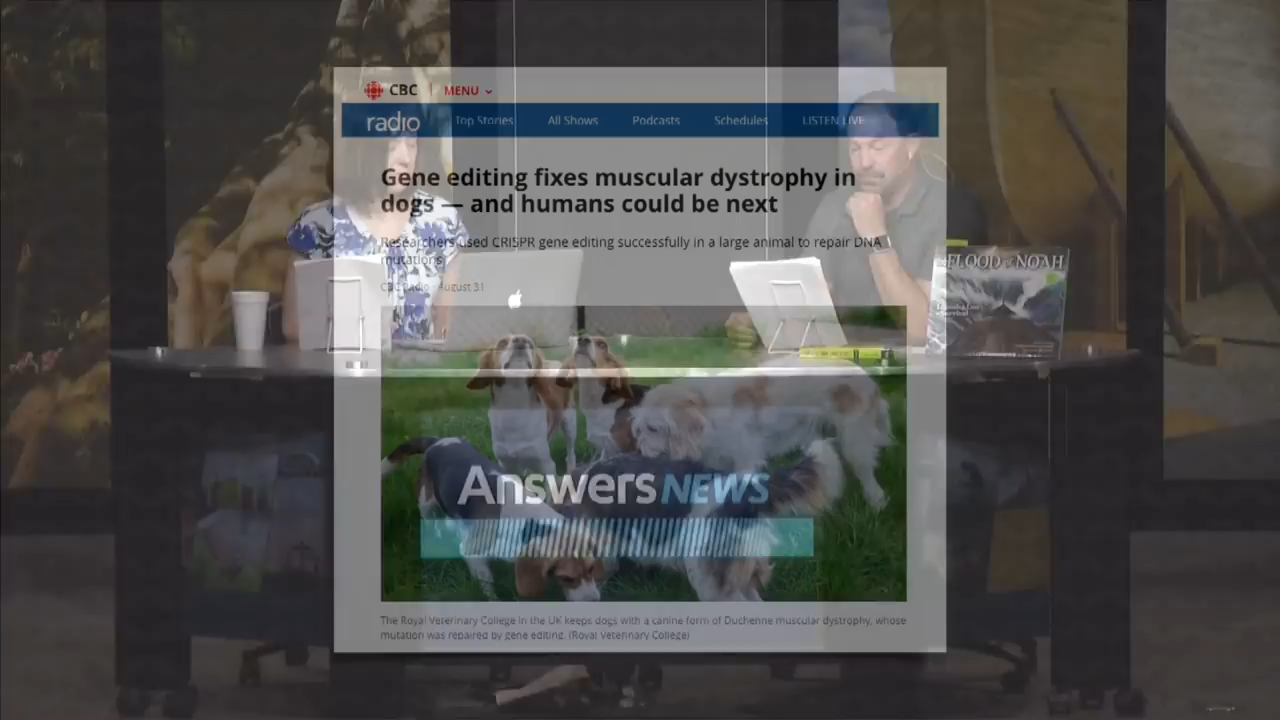 CBC MENU
radio Top Stories All Shows Podcasts Schedules LISTEN LIVE
Gene editing fixes muscular dystrophy in
dogs — and humans could be next
Researchers used CRISPR gene editing successfully in a large animal to repair DNA
mutations
CBC Radio · August 31
FLOOD of NOAH
Answers NEWS
The Royal Veterinary College in the UK keeps dogs with a canine form of Duchenne muscular dystrophy, whose
mutation was repaired by gene editing. (Royal Veterinary College)